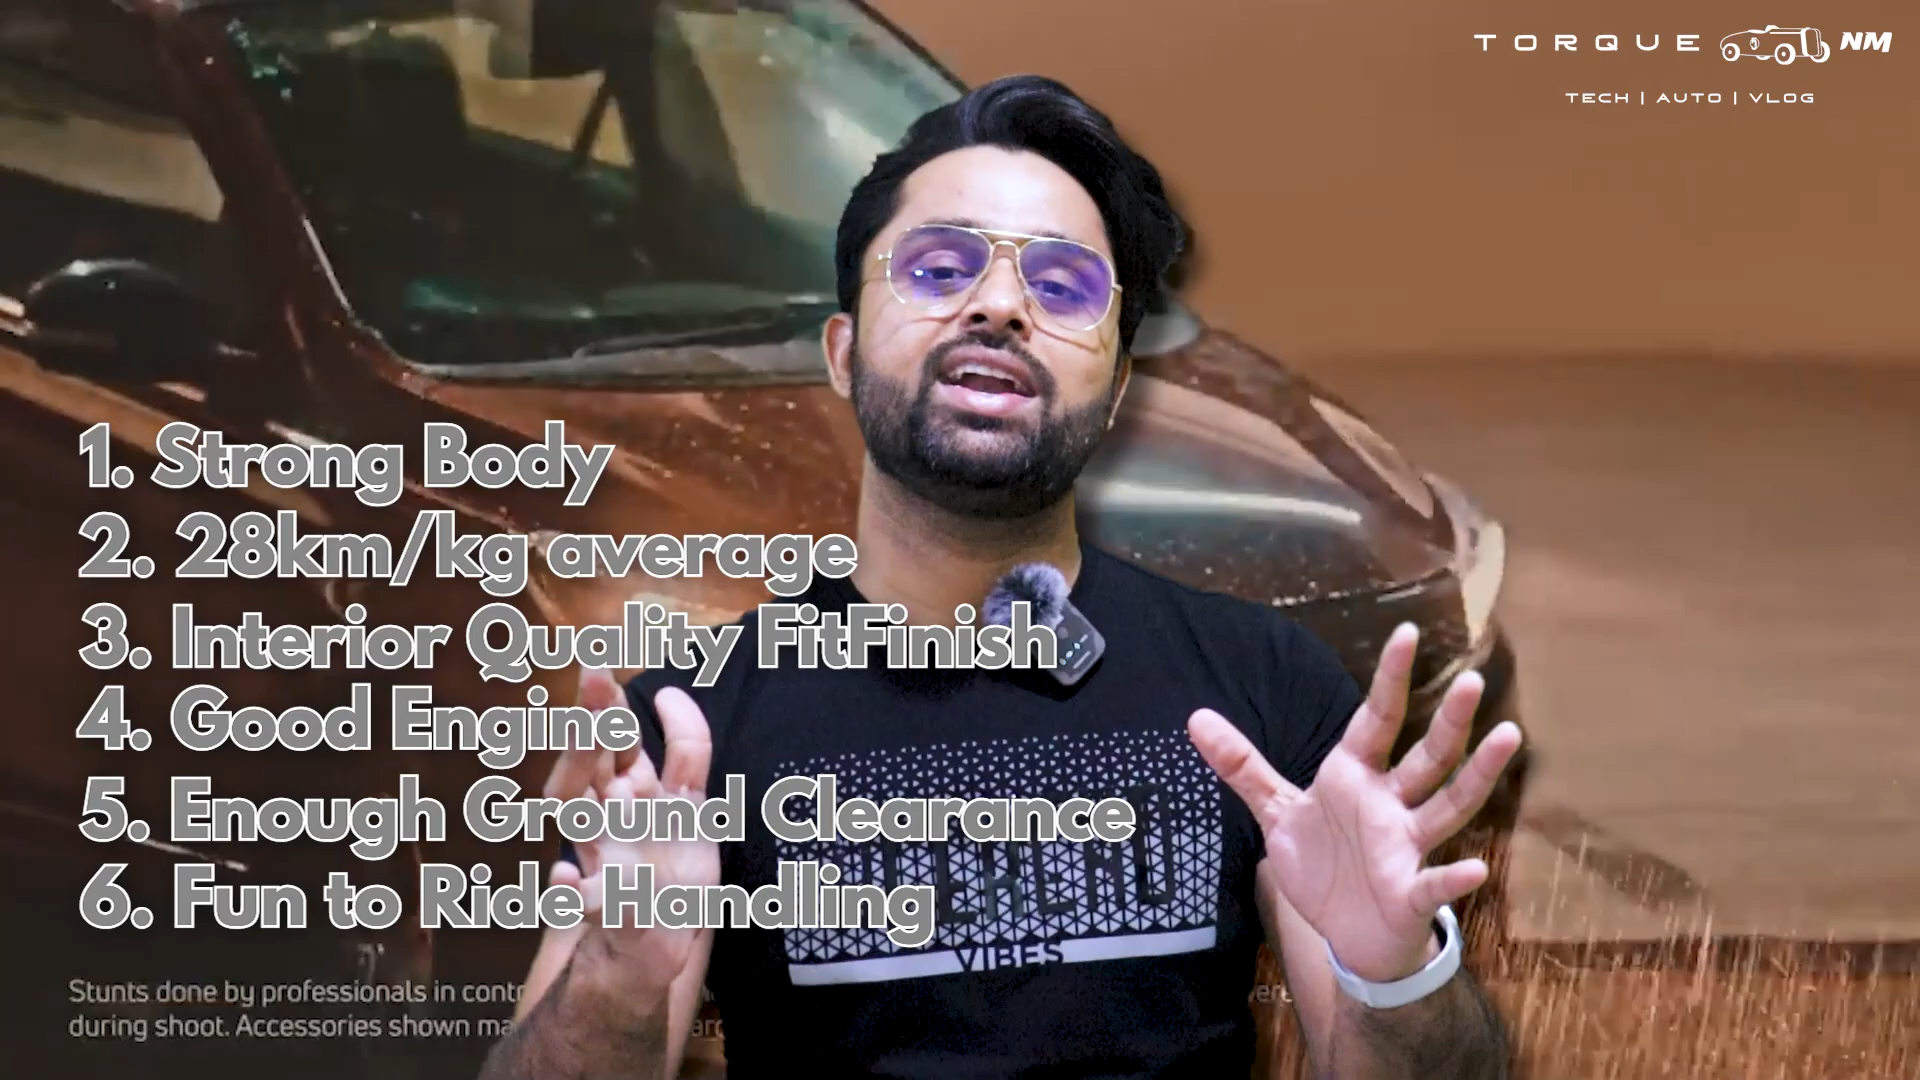 TORQUE NM
TECH | AUTO | VLOG
1. Strong Body
2. 28km/kg average
3. Interior Quality FitFinish
4. Good Engine
5. Enough Ground Clearance
6. Fun to Ride Handling
VIBES
Stunts done by professionals in
during shoot. Accessories shown